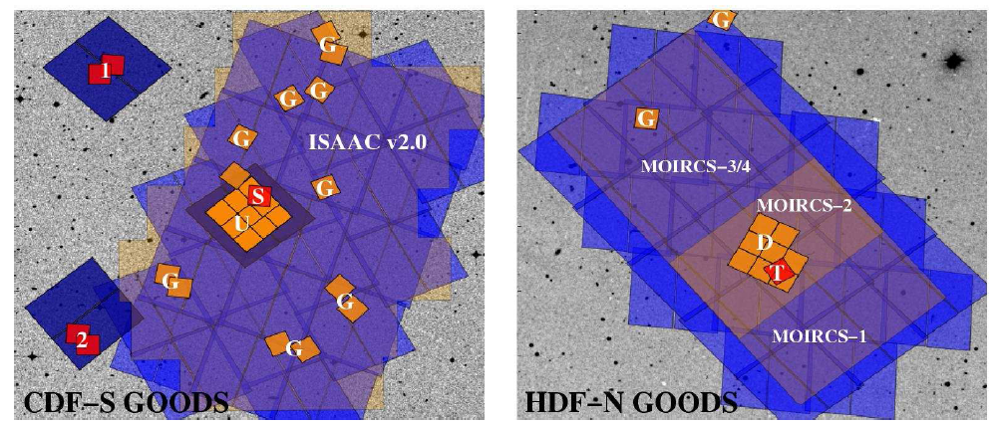 G
1
G
G
G
ISAAC v2.0
G
S
U
G
G
2
G
CDF–S GOODS
G
G
MOIRCS–3/4
MOIRCS–2
D
T
MOIRCS–1
HDF–N GOODS